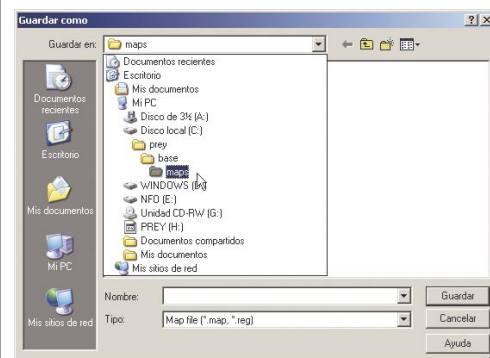 Guardar como
Guardar en:
maps
Documentos recientes
Escritorio
Mis documentos
Mi PC
Disco de 3½ (A:)
Disco local (C:)
prey
base
maps
WINDOWS
NFO (E:)
Unidad CD-RW (G:)
PREY (H:)
Documentos compartidos
Mis documentos
Mis sitios de red
Documentos
recientes
Escritorio
Mis documentos
Mi PC
Mis sitios de red
Nombre:
Tipo:
Map file (*.map, *.reg)
Guardar
Cancelar
Ayuda